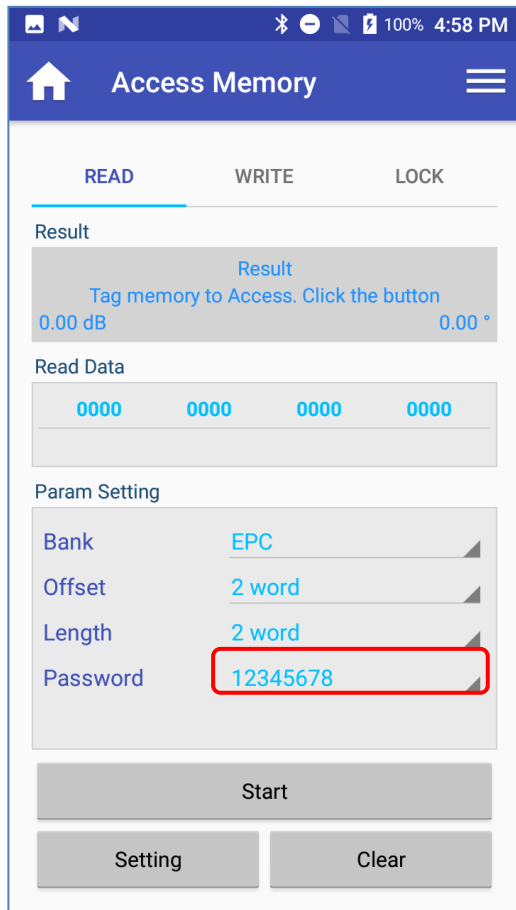 100% 4:58 PM
Access Memory
READ WRITE LOCK
Result
Result
Tag memory to Access. Click the button
0.00 dB 0.00 °
Read Data
0000 0000 0000 0000
Param Setting
Bank EPC
Offset 2 word
Length 2 word
Password 12345678
Start
Setting Clear